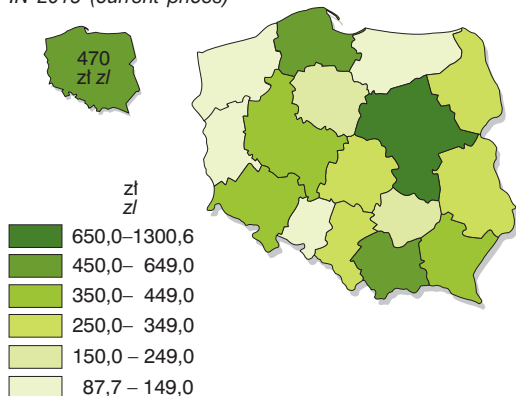 IN 2015 (current prices)
470
zł zl
zł
zl
650,0–1300,6
450,0– 649,0
350,0 – 449,0
250,0 – 349,0
150,0 – 249,0
87,7 – 149,0